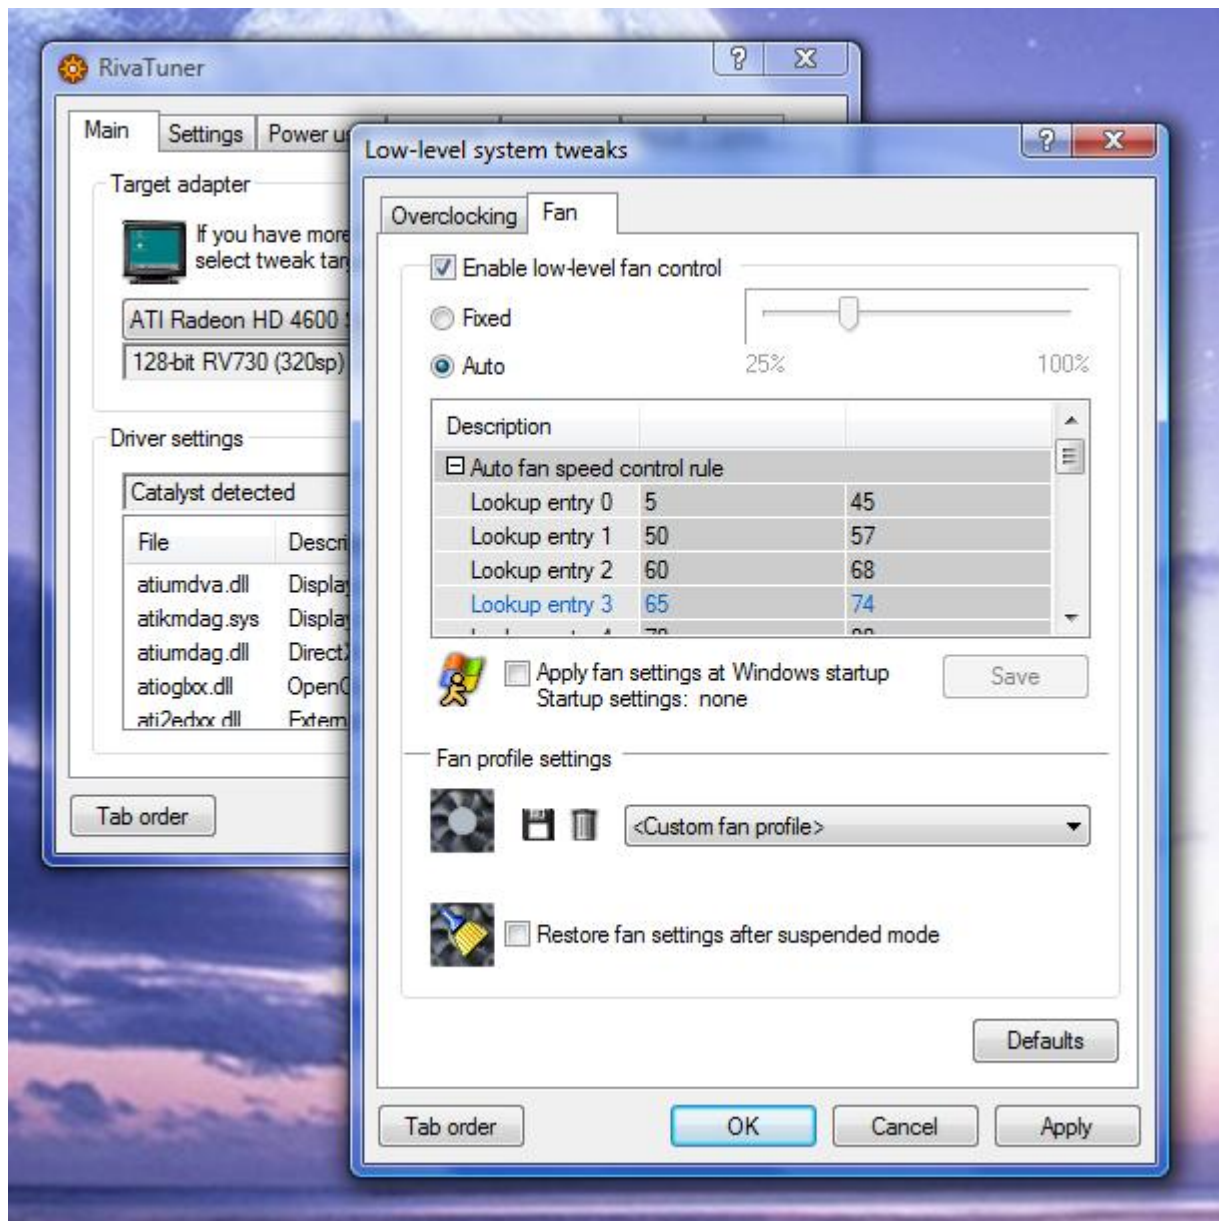 RivaTuner
Main Settings Power
Target adapter
If you have more
select tweak
ATI Radeon HD 4600
128-bit RV730 (320sp)
Driver settings
Catalyst detected
File
atiumdva.dll
atikmdag.sys
atiumdag.dll
atioglxx.dll
ati2edxx.dll
Tab order
Low-level system tweaks
Overclocking Fan
Enable low-level fan control
Fixed
Auto
25% 100%
Description
Auto fan speed control rule
Lookup entry 0 5 45
Lookup entry 1 50 57
Lookup entry 2 60 68
Lookup entry 3 65 74
Apply fan settings at Windows startup
Startup settings: none
Save
Fan profile settings
<Custom fan profile>
Restore fan settings after suspended mode
Defaults
Tab order OK Cancel Apply